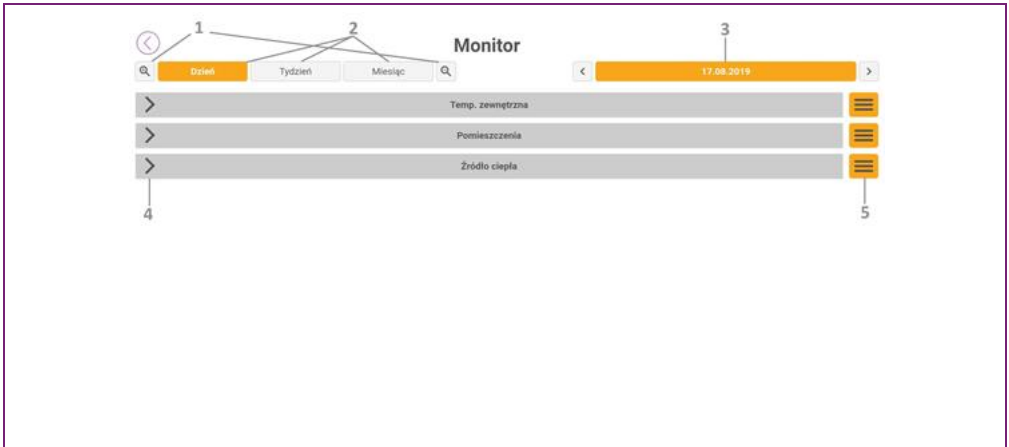 1 2 3
Monitor
Dzień Tydzień Miesiąc 17.08.2019
Temp. zewnętrzna
Pomieszczenia
Źródło ciepła
4 5